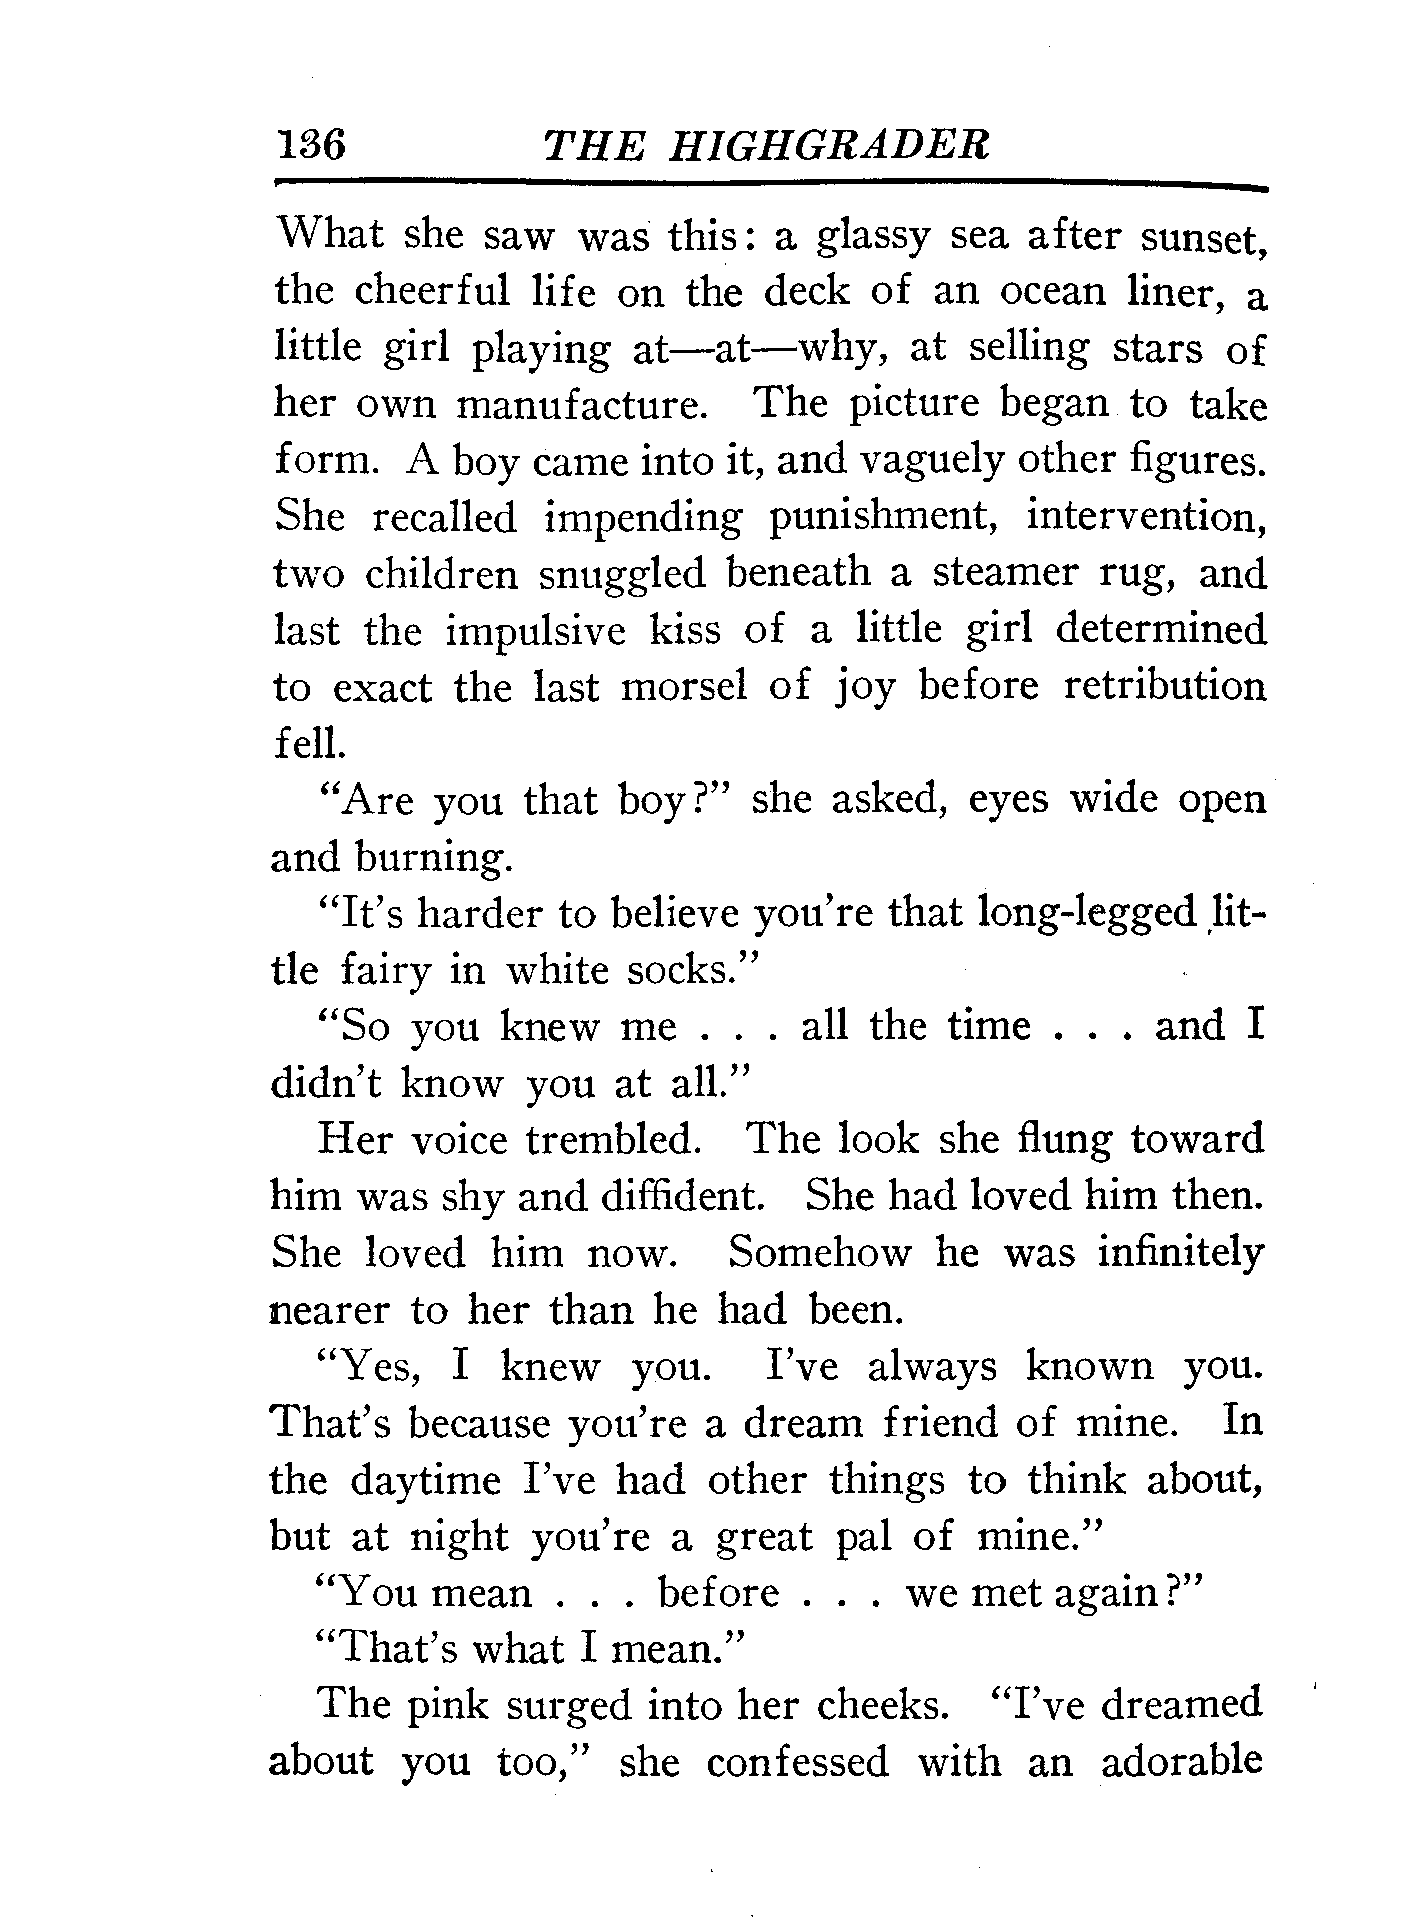 136 THE HIGHGRADER
What she saw was this: a glassy sea after sunset,
the cheerful life on the deck of an ocean liner, a
little girl playing at—at—why, at selling stars of
her own manufacture. The picture began to take
form. A boy came into it, and vaguely other figures.
She recalled impending punishment, intervention,
two children snuggled beneath a steamer rug, and
last the impulsive kiss of a little girl determined
to exact the last morsel of joy before retribution
fell.
“Are you that boy?” she asked, eyes wide open
and burning.
“It’s harder to believe you’re that long-legged lit-
tle fairy in white socks.”
“So you knew me . . . all the time . . . and I
didn’t know you at all.”
Her voice trembled. The look she flung toward
him was shy and diffident. She had loved him then.
She loved him now. Somehow he was infinitely
nearer to her than he had been.
“Yes, I knew you. I’ve always known you.
That’s because you’re a dream friend of mine. In
the daytime I’ve had other things to think about,
but at night you’re a great pal of mine.”
“You mean . . . before . . . we met again?”
“That’s what I mean.”
The pink surged into her cheeks. “I’ve dreamed
about you too,” she confessed with an adorable